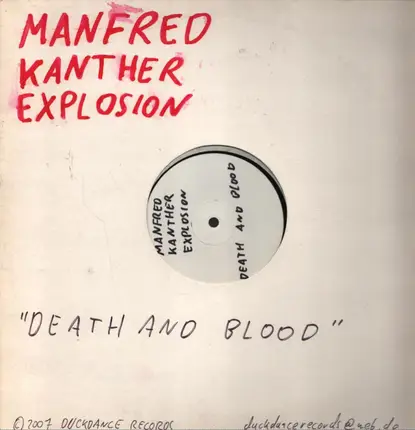 MANFRED
KANTHER
EXPLOSION
MANFRED
KANTHER
EXPLOSION
DEATH AND BLOOD
"DEATH AND BLOOD"
©2007 DUCKDANCE RECORDS
duckdancerecords@web.de